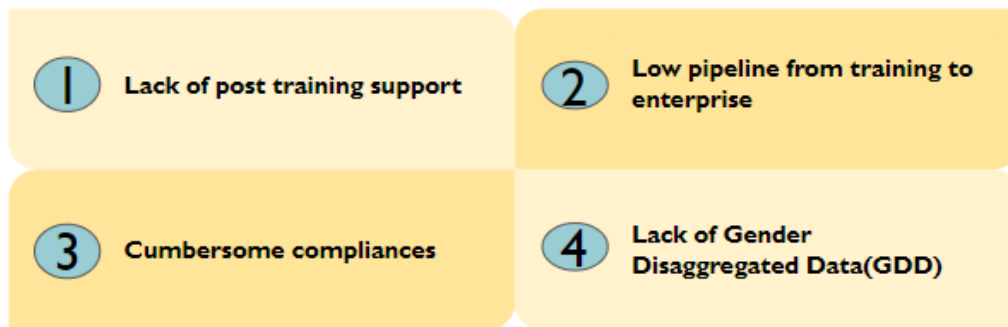 1
Lack of post training support
2
Low pipeline from training to
enterprise
3
Cumbersome compliances
4
Lack of Gender
Disaggregated Data(GDD)